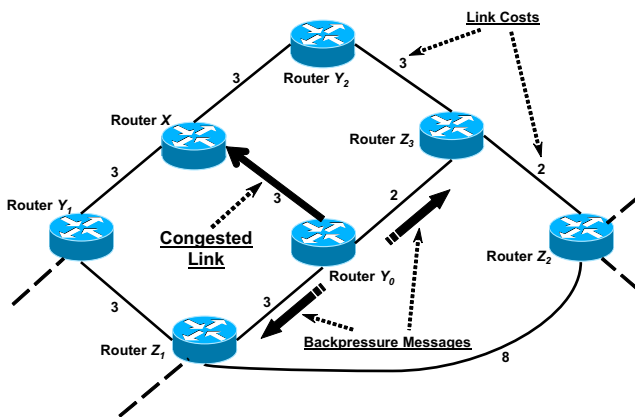 Link Costs
Router Y2
3
3
Router X
Router Z3
3
3
2
2
Router Y1
Congested
Link
Router Y0
Router Z2
3
3
Router Z1
Backpressure Messages
8